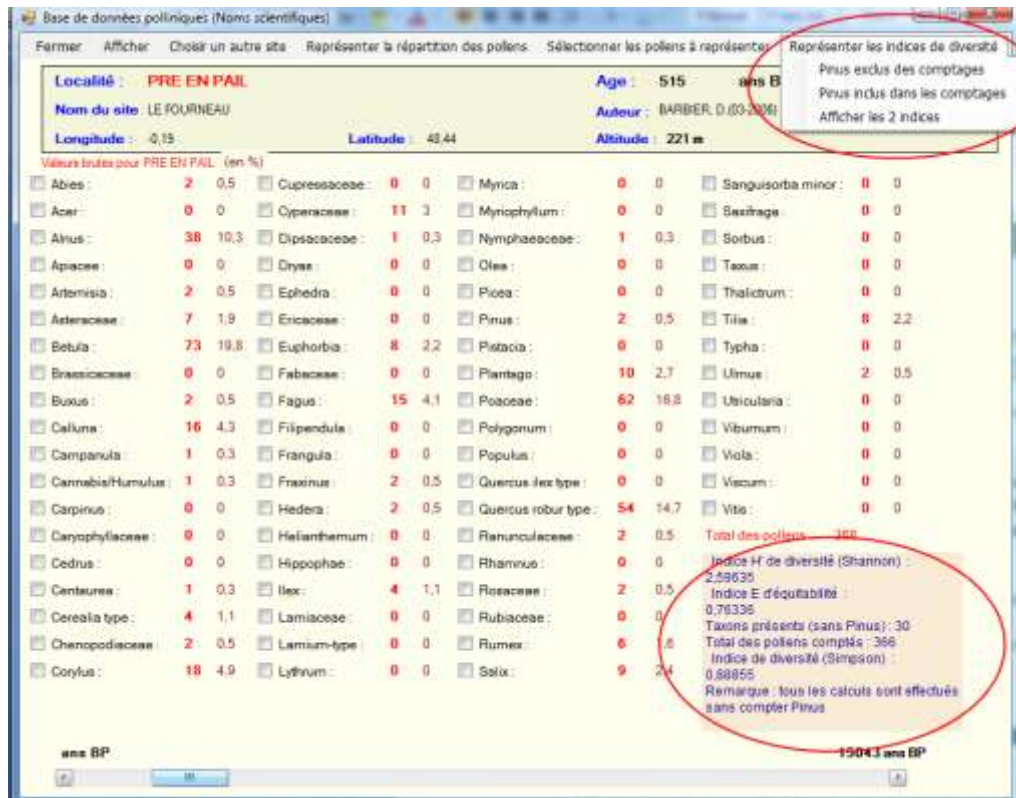 Base de données polliniques (Noms scientifiques)
Fermer Afficher Choisir un autre site Représenter la répartition des pollens Sélectionner les pollens à représenter Représenter les indices de diversité
Pinus exclus des comptages
Pinus inclus dans les comptages
Afficher les 2 indices
Localité : PRE EN PAIL Age : 515 ans B
Nom du site LE FOURNEAU Auteur : BARBIER, D.(03-2006)
Longitude : -0,19 Latitude : 48,44 Altitude : 221 m
Valeurs brutes pour PRE EN PAIL (en %)
Abies : 2 0,5 Cupressaceae : 0 0 Myrica : 0 0 Sanguisorba minor : 0 0
Acer : 0 0 Cyperaceae : 11 3 Myriophyllum : 0 0 Saxifraga 0 0
Alnus : 38 10,3 Dipsacaceae : 1 0,3 Nymphaeaceae : 1 0,3 Sorbus : 0 0
Apiacee : 0 0 Dryas : 0 0 Olea : 0 0 Taxus : 0 0
Artemisia : 2 0,5 Ephedra : 0 0 Picea : 0 0 Thalictrum : 0 0
Asteraceae : 7 1,9 Ericaceae : 0 0 Pinus : 2 0,5 Tilia : 8 2,2
Betula : 73 19,8 Euphorbia : 8 2,2 Pistacia : 0 0 Typha : 0 0
Brassicaceae : 0 0 Fabaceae : 0 0 Plantago : 10 2,7 Ulmus : 2 0,5
Buxus : 2 0,5 Fagus : 15 4,1 Poaceae : 62 16,8 Utricularia : 0 0
Calluna : 16 4,3 Filipendula : 0 0 Polygonum : 0 0 Viburnum : 0 0
Campanula : 1 0,3 Frangula : 0 0 Populus : 0 0 Viola : 0 0
Cannabis/Humulus : 1 0,3 Fraxinus : 2 0,5 Quercus ilex type : 0 0 Viscum : 0 0
Carpinus : 0 0 Hedera : 2 0,5 Quercus robur type : 54 14,7 Vitis : 0 0
Caryophyllaceae : 0 0 Helianthemum : 0 0 Ranunculaceae : 2 0,5 Total des pollens : 368
Cedrus : 0 0 Hippophae : 0 0 Rhamnus : 0 0 Indice H' de diversité (Shannon) :
2,59635
Centaurea : 1 0,3 Ilex : 4 1,1 Rosaceae : 2 0,5 Indice E d'équitabilité :
0,76336
Cerealia type : 4 1,1 Lamiaceae : 0 0 Rubiaceae : 0 0 Taxons présents (sans Pinus) : 30
Chenopodiaceae : 2 0,5 Lamium-type : 0 0 Rumex : 6 1,6 Total des pollens comptés : 366
Indice de diversité (Simpson) :
Corylus : 18 4,9 Lythrum : 0 0 Salix : 9 2,4 0,88855
Remarque : tous les calculs sont effectués
sans compter Pinus
ans BP 15043 ans BP